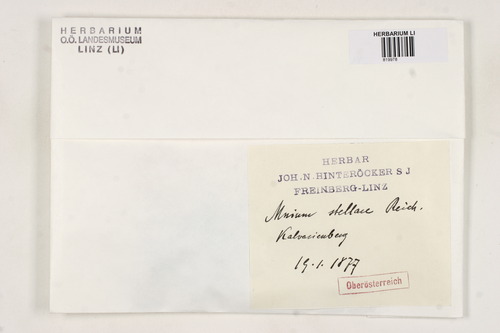 HERBARIUM
O.Ö. LANDESMUSEUM
LINZ (LI)
HERBARIUM LI
HERBAR
JOH. N. HINTERÖCKER S J
FREINBERG-LINZ
Mnium stellare Reich.
Kalvarienberg
19. 1. 1877
Oberösterreich